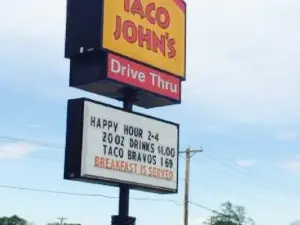 TACO
JOHN'S
Drive Thru
HAPPY HOUR 2-4
20OZ DRINKS $1.00
TACO BRAVOS 1 69
BREAKFAST IS SERVED